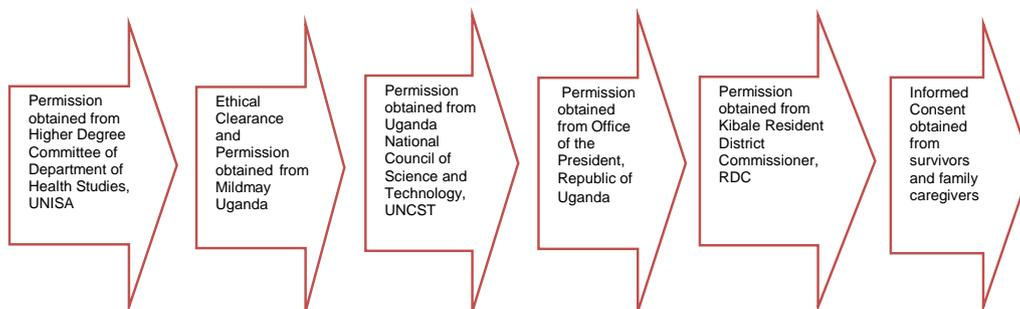 Permission
obtained from
Higher Degree
Committee of
Department of
Health Studies,
UNISA
Ethical
Clearance
and
Permission
obtained from
Mildmay
Uganda
Permission
obtained from
Uganda
National
Council of
Science and
Technology,
UNCST
Permission
obtained
from Office
of the
President,
Republic of
Uganda
Permission
obtained from
Kibale Resident
District
Commissioner,
RDC
Informed
Consent
obtained
from
survivors
and family
caregivers